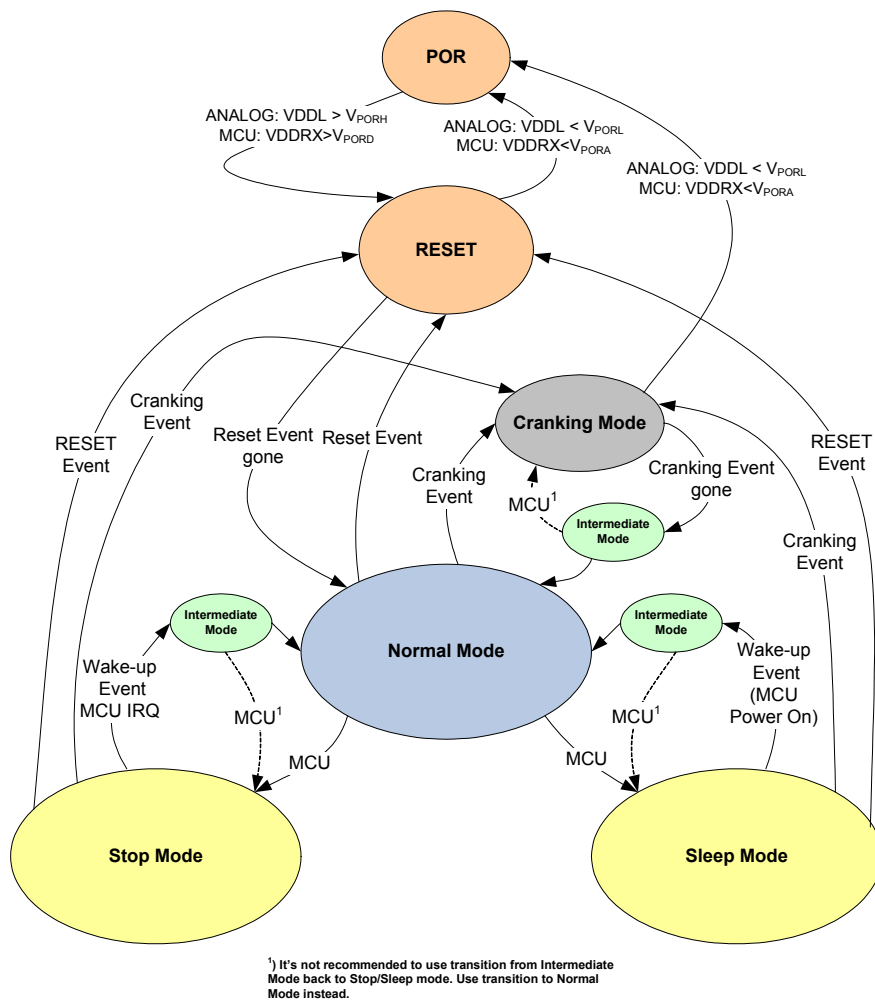 POR
ANALOG: VDDL > VPORH
MCU: VDDRX>VPORD
ANALOG: VDDL < VPORL
MCU: VDDRX<VPORA
ANALOG: VDDL < VPORL
MCU: VDDRX<VPORA
RESET
Cranking
Event
RESET
Event
Reset Event
gone
Reset Event
Cranking Mode
Cranking
Event
MCU¹
Cranking Event
gone
RESET
Event
Intermediate
Mode
Cranking
Event
Intermediate
Mode
Normal Mode
Intermediate
Mode
Wake-up
Event
MCU IRQ
MCU¹
MCU
MCU
MCU¹
Wake-up
Event
(MCU
Power On)
Stop Mode
Sleep Mode
¹) It's not recommended to use transition from Intermediate
Mode back to Stop/Sleep mode. Use transition to Normal
Mode instead.